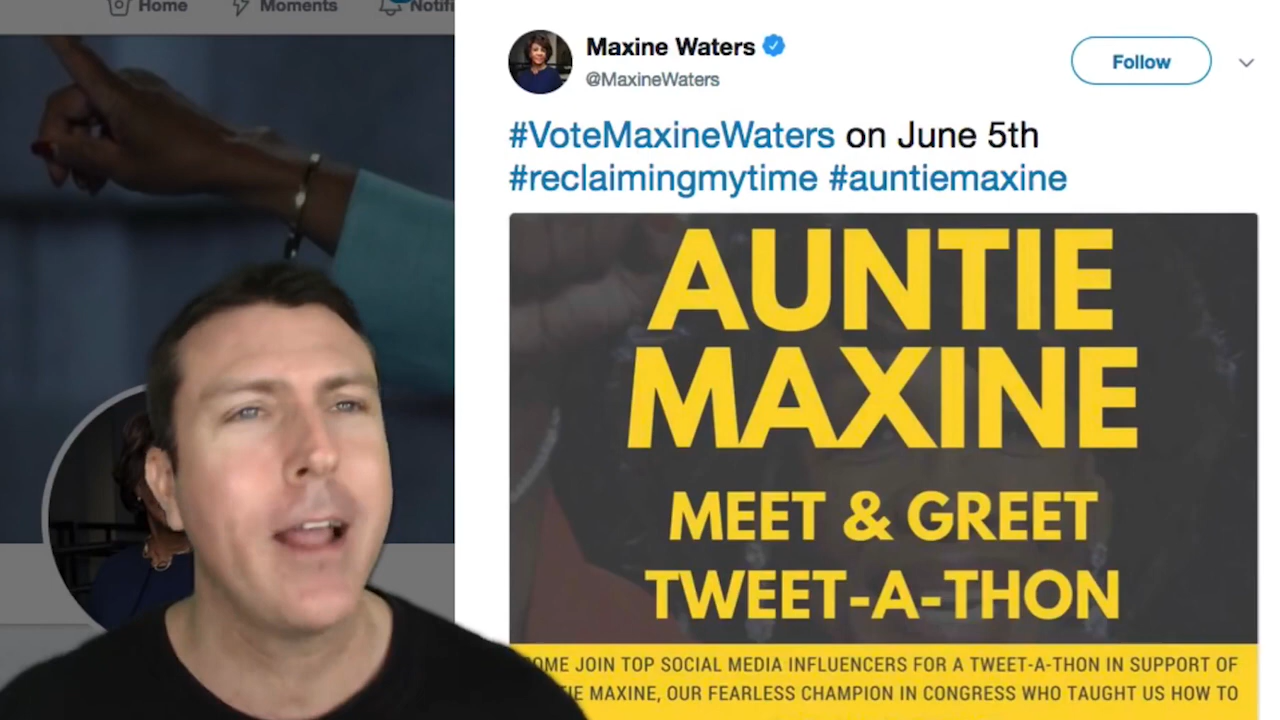 Home Moments
Maxine Waters
@MaxineWaters
Follow
#VoteMaxineWaters on June 5th
#reclaimingmytime #auntiemaxine
AUNTIE
MAXINE
MEET & GREET
TWEET-A-THON
JOIN TOP SOCIAL MEDIA INFLUENCERS FOR A TWEET-A-THON IN SUPPORT OF
MAXINE, OUR FEARLESS CHAMPION IN CONGRESS WHO TAUGHT US HOW TO